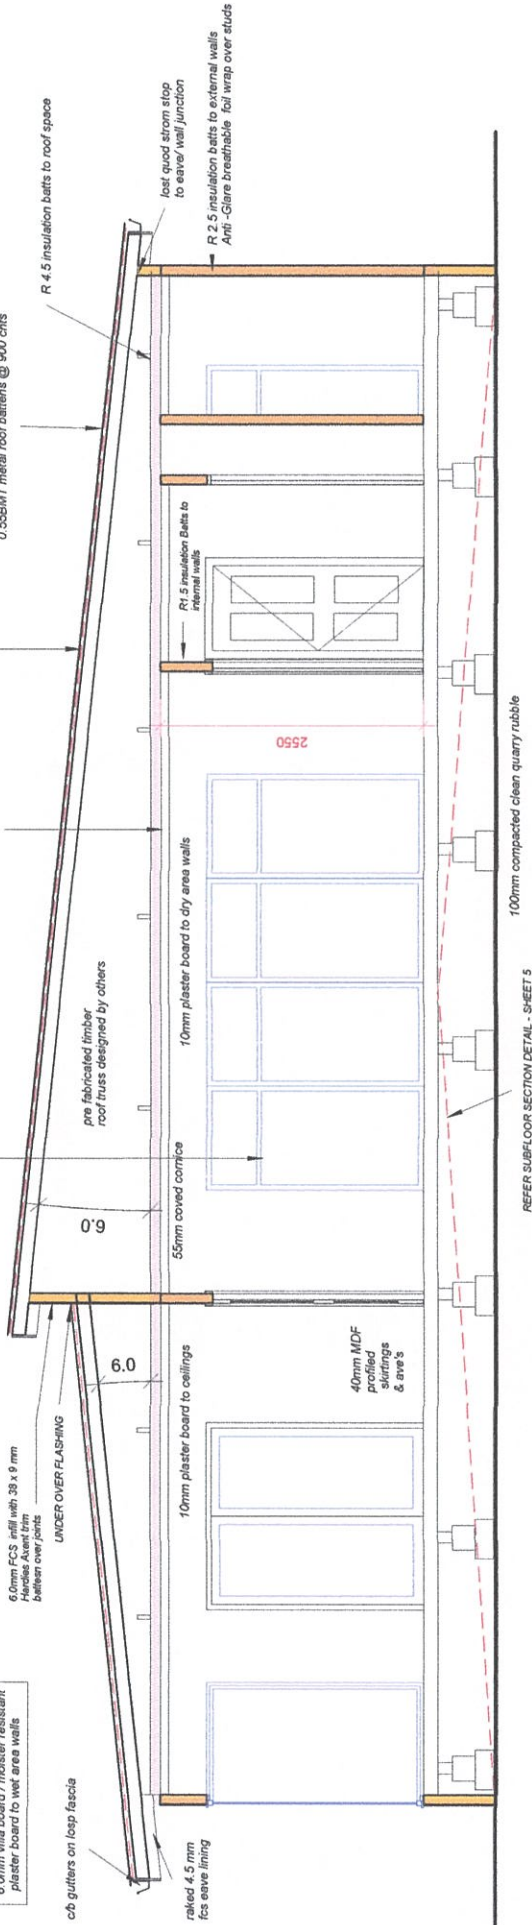 0.55BMT metal roof battens @ 900 cnts
R 4.5 insulation batts to roof space
lost quod strom stop
to eave/ wall junction
R 2.5 insulation batts to external walls
Anti -Glare breathable foil wrap over studs
R1.5 insulation Batts to
internal walls
2550
pre fabricated timber
roof truss designed by others
10mm plaster board to dry area walls
6.0
55mm coved cornice
6.0mm FCS infill with 38 x 9 mm
Hardies Axent trim
UNDER OVER FLASHING
6.0
10mm plaster board to ceilings
40mm MDF
profiled
skirtings
& ave's
plaster board to wet area walls
c/b gutters on losp fascia
raked 4.5 mm
fcs eave lining
100mm compacted clean quarry rubble
REFER SUBFLOOR SECTION DETAIL - SHEET 5